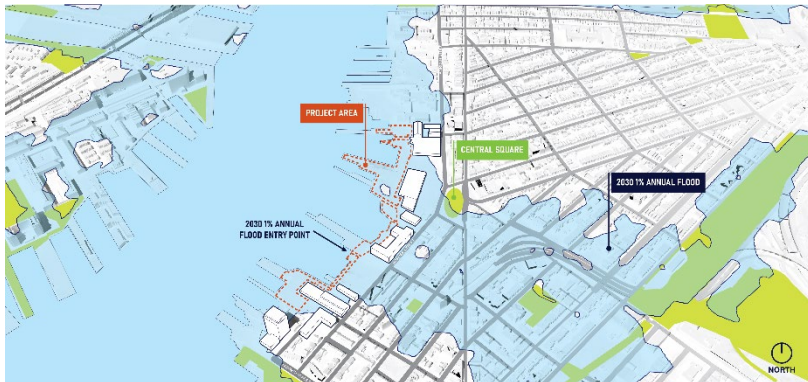 PROJECT AREA
CENTRAL SQUARE
2030 1% ANNUAL FLOOD
2030 1% ANNUAL
FLOOD ENTRY POINT
NORTH